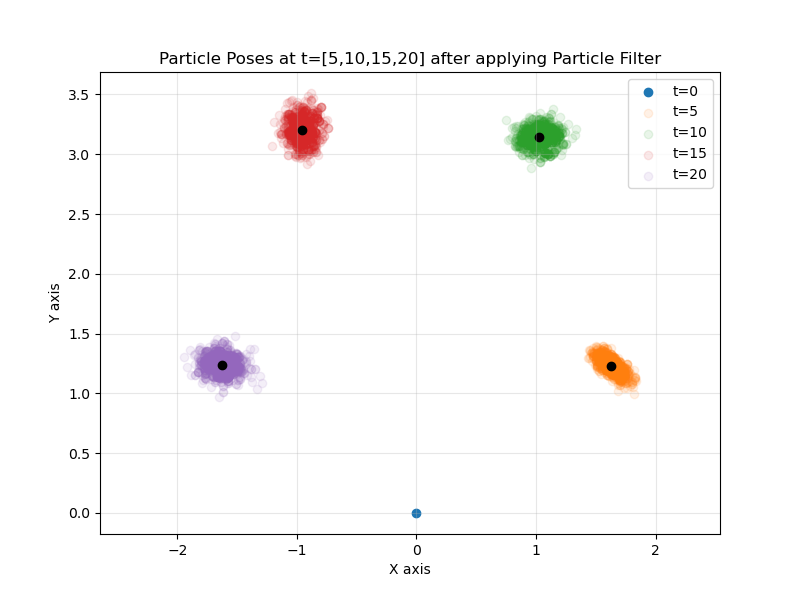 Particle Poses at t=[5,10,15,20] after applying Particle Filter
t=0
t=5
t=10
t=15
t=20
3.5
3.0
2.5
2.0
1.5
1.0
0.5
0.0
Y axis
−2
−1
0
1
2
X axis